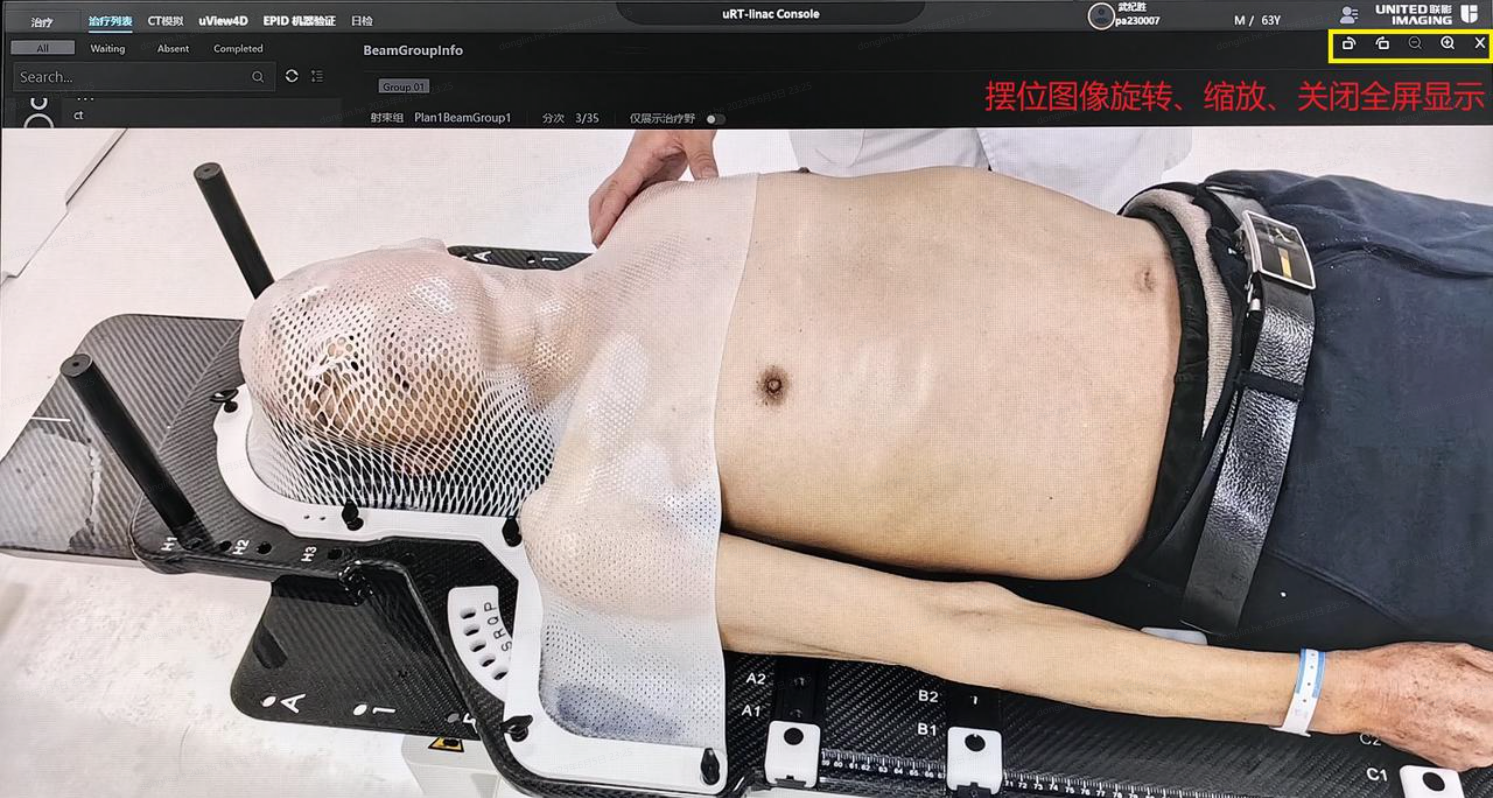 治疗 治疗列表 CT模拟 uView4D EPID 机器验证 日检
uRT-linac Console
武纪胜
pa230007
M / 63Y
UNITED 联影
IMAGING
All Waiting Absent Completed
BeamGroupInfo
Search...
Group 01
摆位图像旋转、缩放、关闭全屏显示
ct
射束组 Plan1BeamGroup1 分次 3/35 仅展示治疗野
A 1
H1 H2 H3
S R Q P
A 1
A2
A1
B2
B1
C2
C1